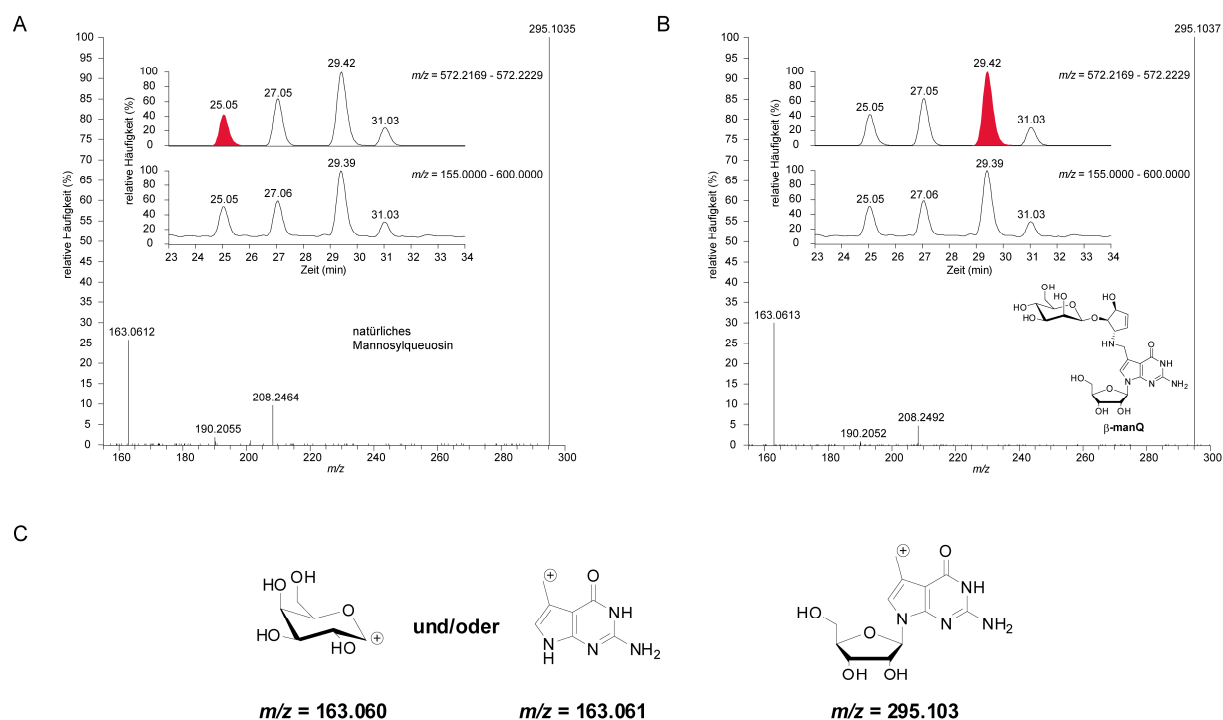 A
295.1035
relative Häufigkeit (%)
100
95
90
85
80
75
70
65
60
55
50
45
40
35
30
25
20
15
10
5
0
m/z = 572.2169 - 572.2229
relative Häufigkeit (%)
100
80
60
40
20
0
25.05
27.05
29.42
31.03
m/z = 155.0000 - 600.0000
relative Häufigkeit (%)
100
80
60
40
20
0
25.05
27.06
29.39
31.03
23 24 25 26 27 28 29 30 31 32 33 34
Zeit (min)
163.0612
190.2055
208.2464
natürliches
Mannosylqueuosin
160 180 200 220 240 260 280 300
m/z
B
295.1037
relative Häufigkeit (%)
100
95
90
85
80
75
70
65
60
55
50
45
40
35
30
25
20
15
10
5
0
m/z = 572.2169 - 572.2229
relative Häufigkeit (%)
100
80
60
40
20
0
25.05
27.05
29.42
31.03
m/z = 155.0000 - 600.0000
relative Häufigkeit (%)
100
80
60
40
20
0
25.05
27.06
29.39
31.03
23 24 25 26 27 28 29 30 31 32 33 34
Zeit (min)
163.0613
190.2052
208.2492
OH
HO
HO
HO
O
O
HO
HN
O
NH
N
N
NH2
HO
O
OH OH
β-manQ
160 180 200 220 240 260 280 300
m/z
C
OH
HO
O
HO
HO
+
und/oder
+
O
NH
N
H
N
NH2
+
O
NH
N
N
NH2
HO
O
OH OH
m/z = 163.060
m/z = 163.061
m/z = 295.103